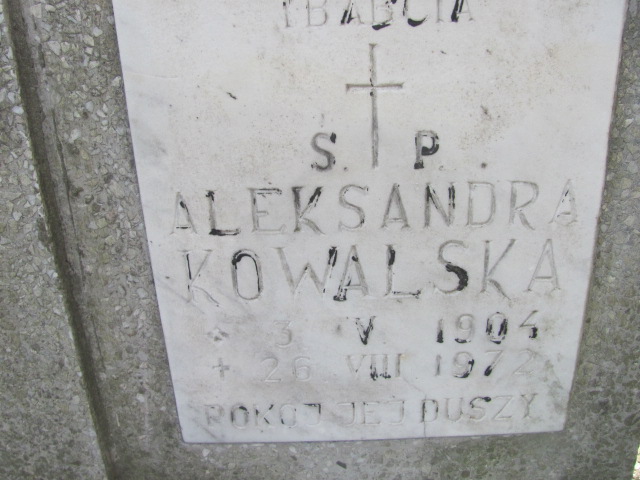 I BABCIA
Ś. P.
ALEKSANDRA
KOWALSKA
* 3 V 1904
+ 26 VIII 1972
POKÓJ JEJ DUSZY